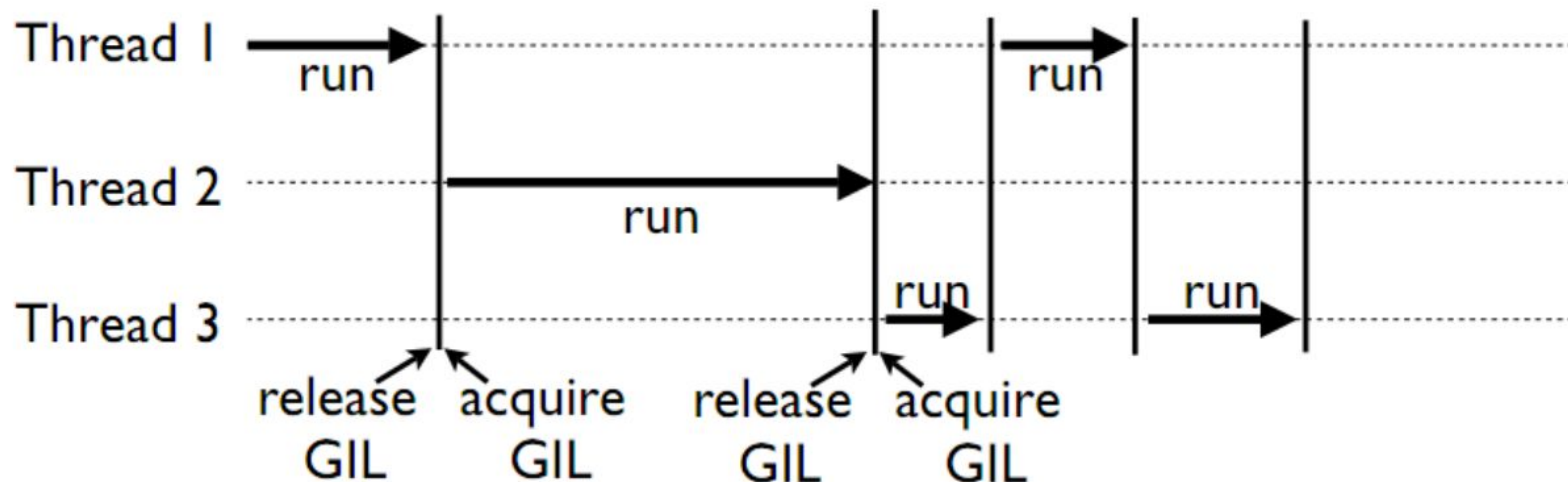 Thread 1
run
run
Thread 2
run
Thread 3
run
run
release GIL
acquire GIL
release GIL
acquire GIL